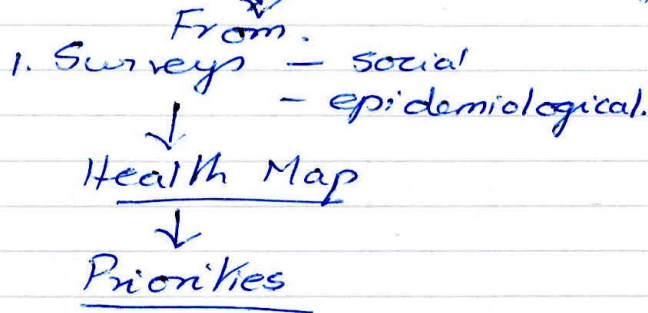 From.
1. Surveys — social
- epidemiological.
Health Map
Priorities